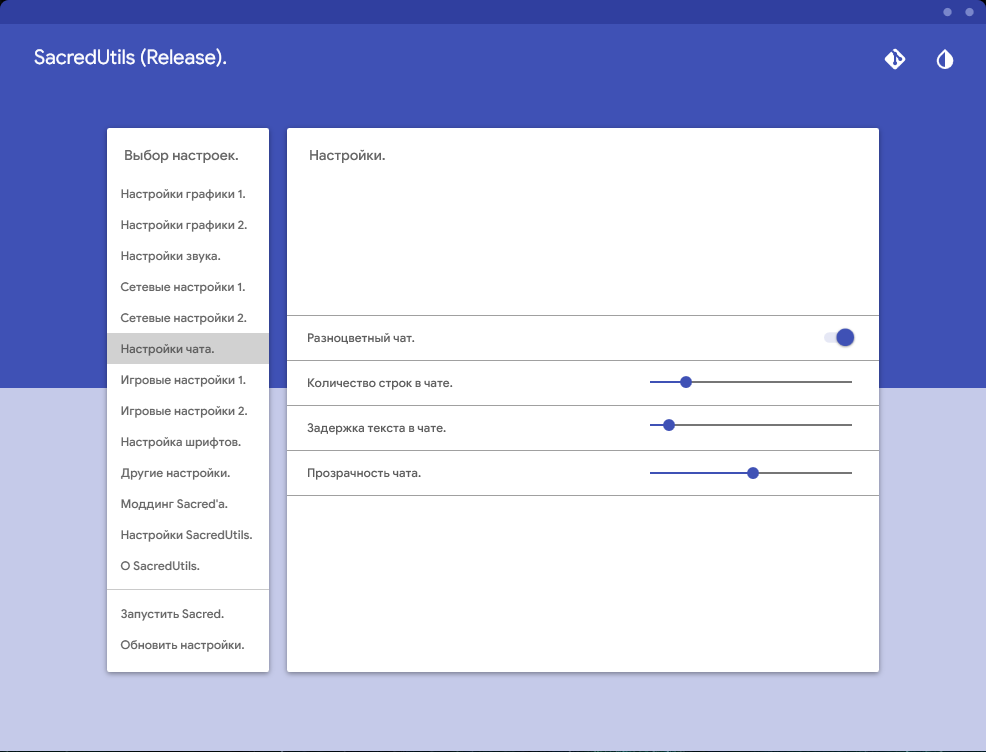 SacredUtils (Release).
Выбор настроек.
Настройки графики 1.
Настройки графики 2.
Настройки звука.
Сетевые настройки 1.
Сетевые настройки 2.
Настройки чата.
Игровые настройки 1.
Игровые настройки 2.
Настройка шрифтов.
Другие настройки.
Моддинг Sacred'а.
Настройки SacredUtils.
О SacredUtils.
Запустить Sacred.
Обновить настройки.
Настройки.
Разноцветный чат.
Количество строк в чате.
Задержка текста в чате.
Прозрачность чата.